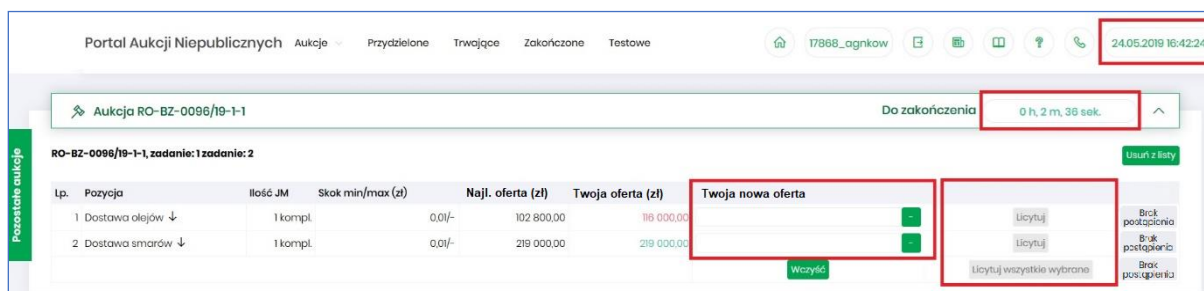 Portal Aukcji Niepublicznych Aukcje Przydzielone Trwające Zakończone Testowe 17868_agnkow ? 24.05.2019 16:42:24
Aukcja RO-BZ-0096/19-1-1 Do zakończenia 0 h, 2 m, 36 sek.
Pozostałe aukcje
RO-BZ-0096/19-1-1, zadanie: 1 zadanie: 2 Usuń z listy
Lp. Pozycja Ilość JM Skok min/max (zł) Najl. oferta (zł) Twoja oferta (zł) Twoja nowa oferta
1 Dostawa olejów ↓ 1 kompl. 0,01/- 102 800,00 116 000,00 - Licytuj Brak postąpienia
2 Dostawa smarów ↓ 1 kompl. 0,01/- 219 000,00 219 000,00 - Licytuj Brak postąpienia
Wczyść Licytuj wszystkie wybrane Brak postąpienia